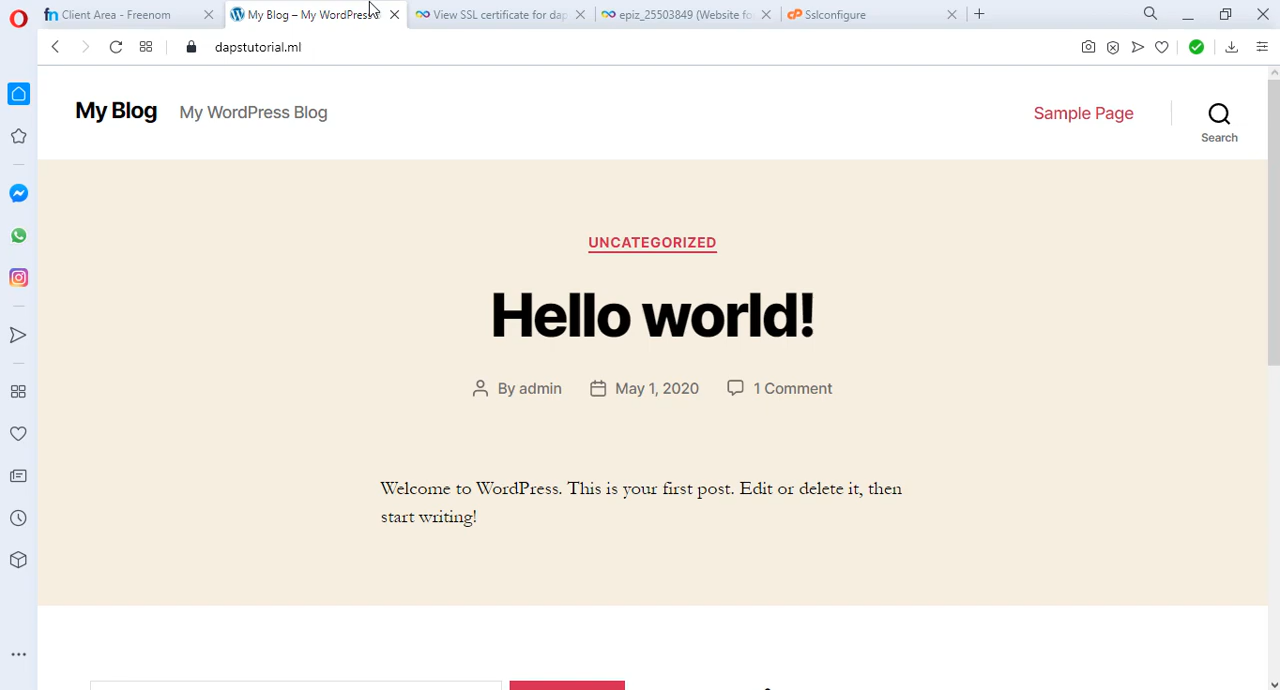 Client Area - Freenom
My Blog – My WordPress
View SSL certificate for dap
epiz_25503849 (Website fo
Sslconfigure
dapstutorial.ml
My Blog
My WordPress Blog
Sample Page
Search
UNCATEGORIZED
Hello world!
By admin
May 1, 2020
1 Comment
Welcome to WordPress. This is your first post. Edit or delete it, then
start writing!